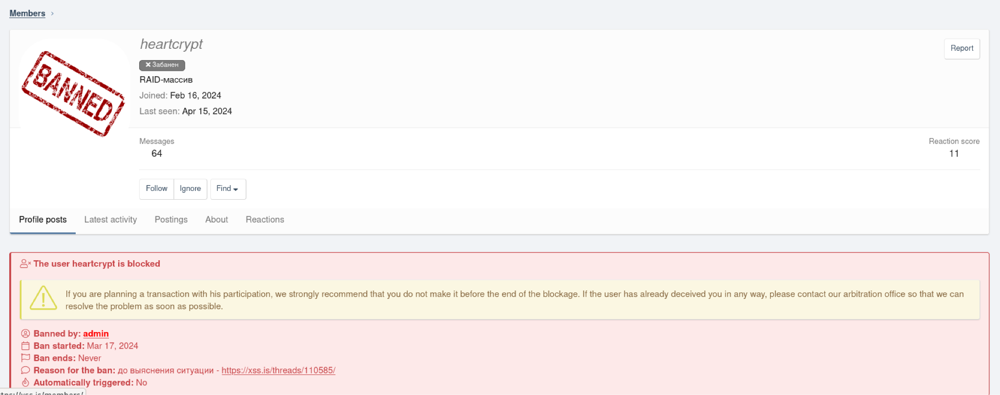 Members
BANNED
heartcrypt
Report
Забанен
RAID-массив
Joined: Feb 16, 2024
Last seen: Apr 15, 2024
Messages
Reaction score
64
11
Follow Ignore Find
Profile posts Latest activity Postings About Reactions
The user heartcrypt is blocked
If you are planning a transaction with his participation, we strongly recommend that you do not make it before the end of the blockage. If the user has already deceived you in any way, please contact our arbitration office so that we can
resolve the problem as soon as possible.
Banned by: admin
Ban started: Mar 17, 2024
Ban ends: Never
Reason for the ban: до выяснения ситуации - https://xss.is/threads/110585/
Automatically triggered: No